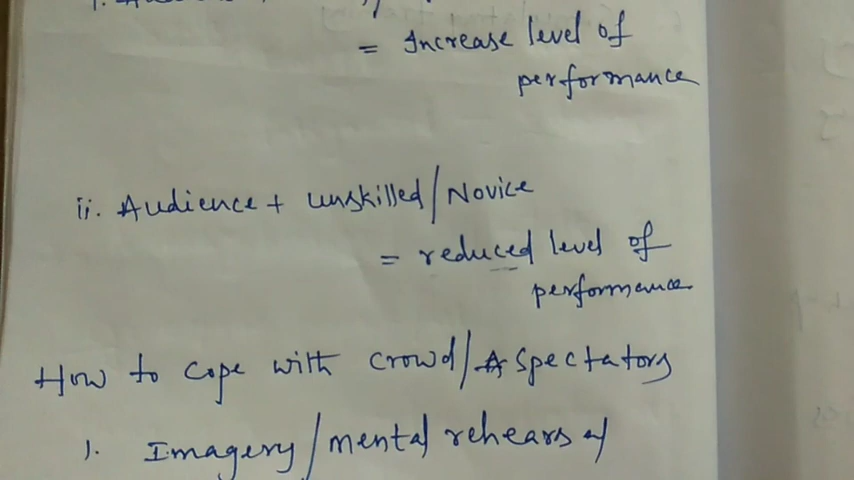 = Increase level of
performance
ii. Audience + unskilled/Novice
= reduced level of
performance
How to cope with crowd/ spectators
1. Imagery/mental rehearsal